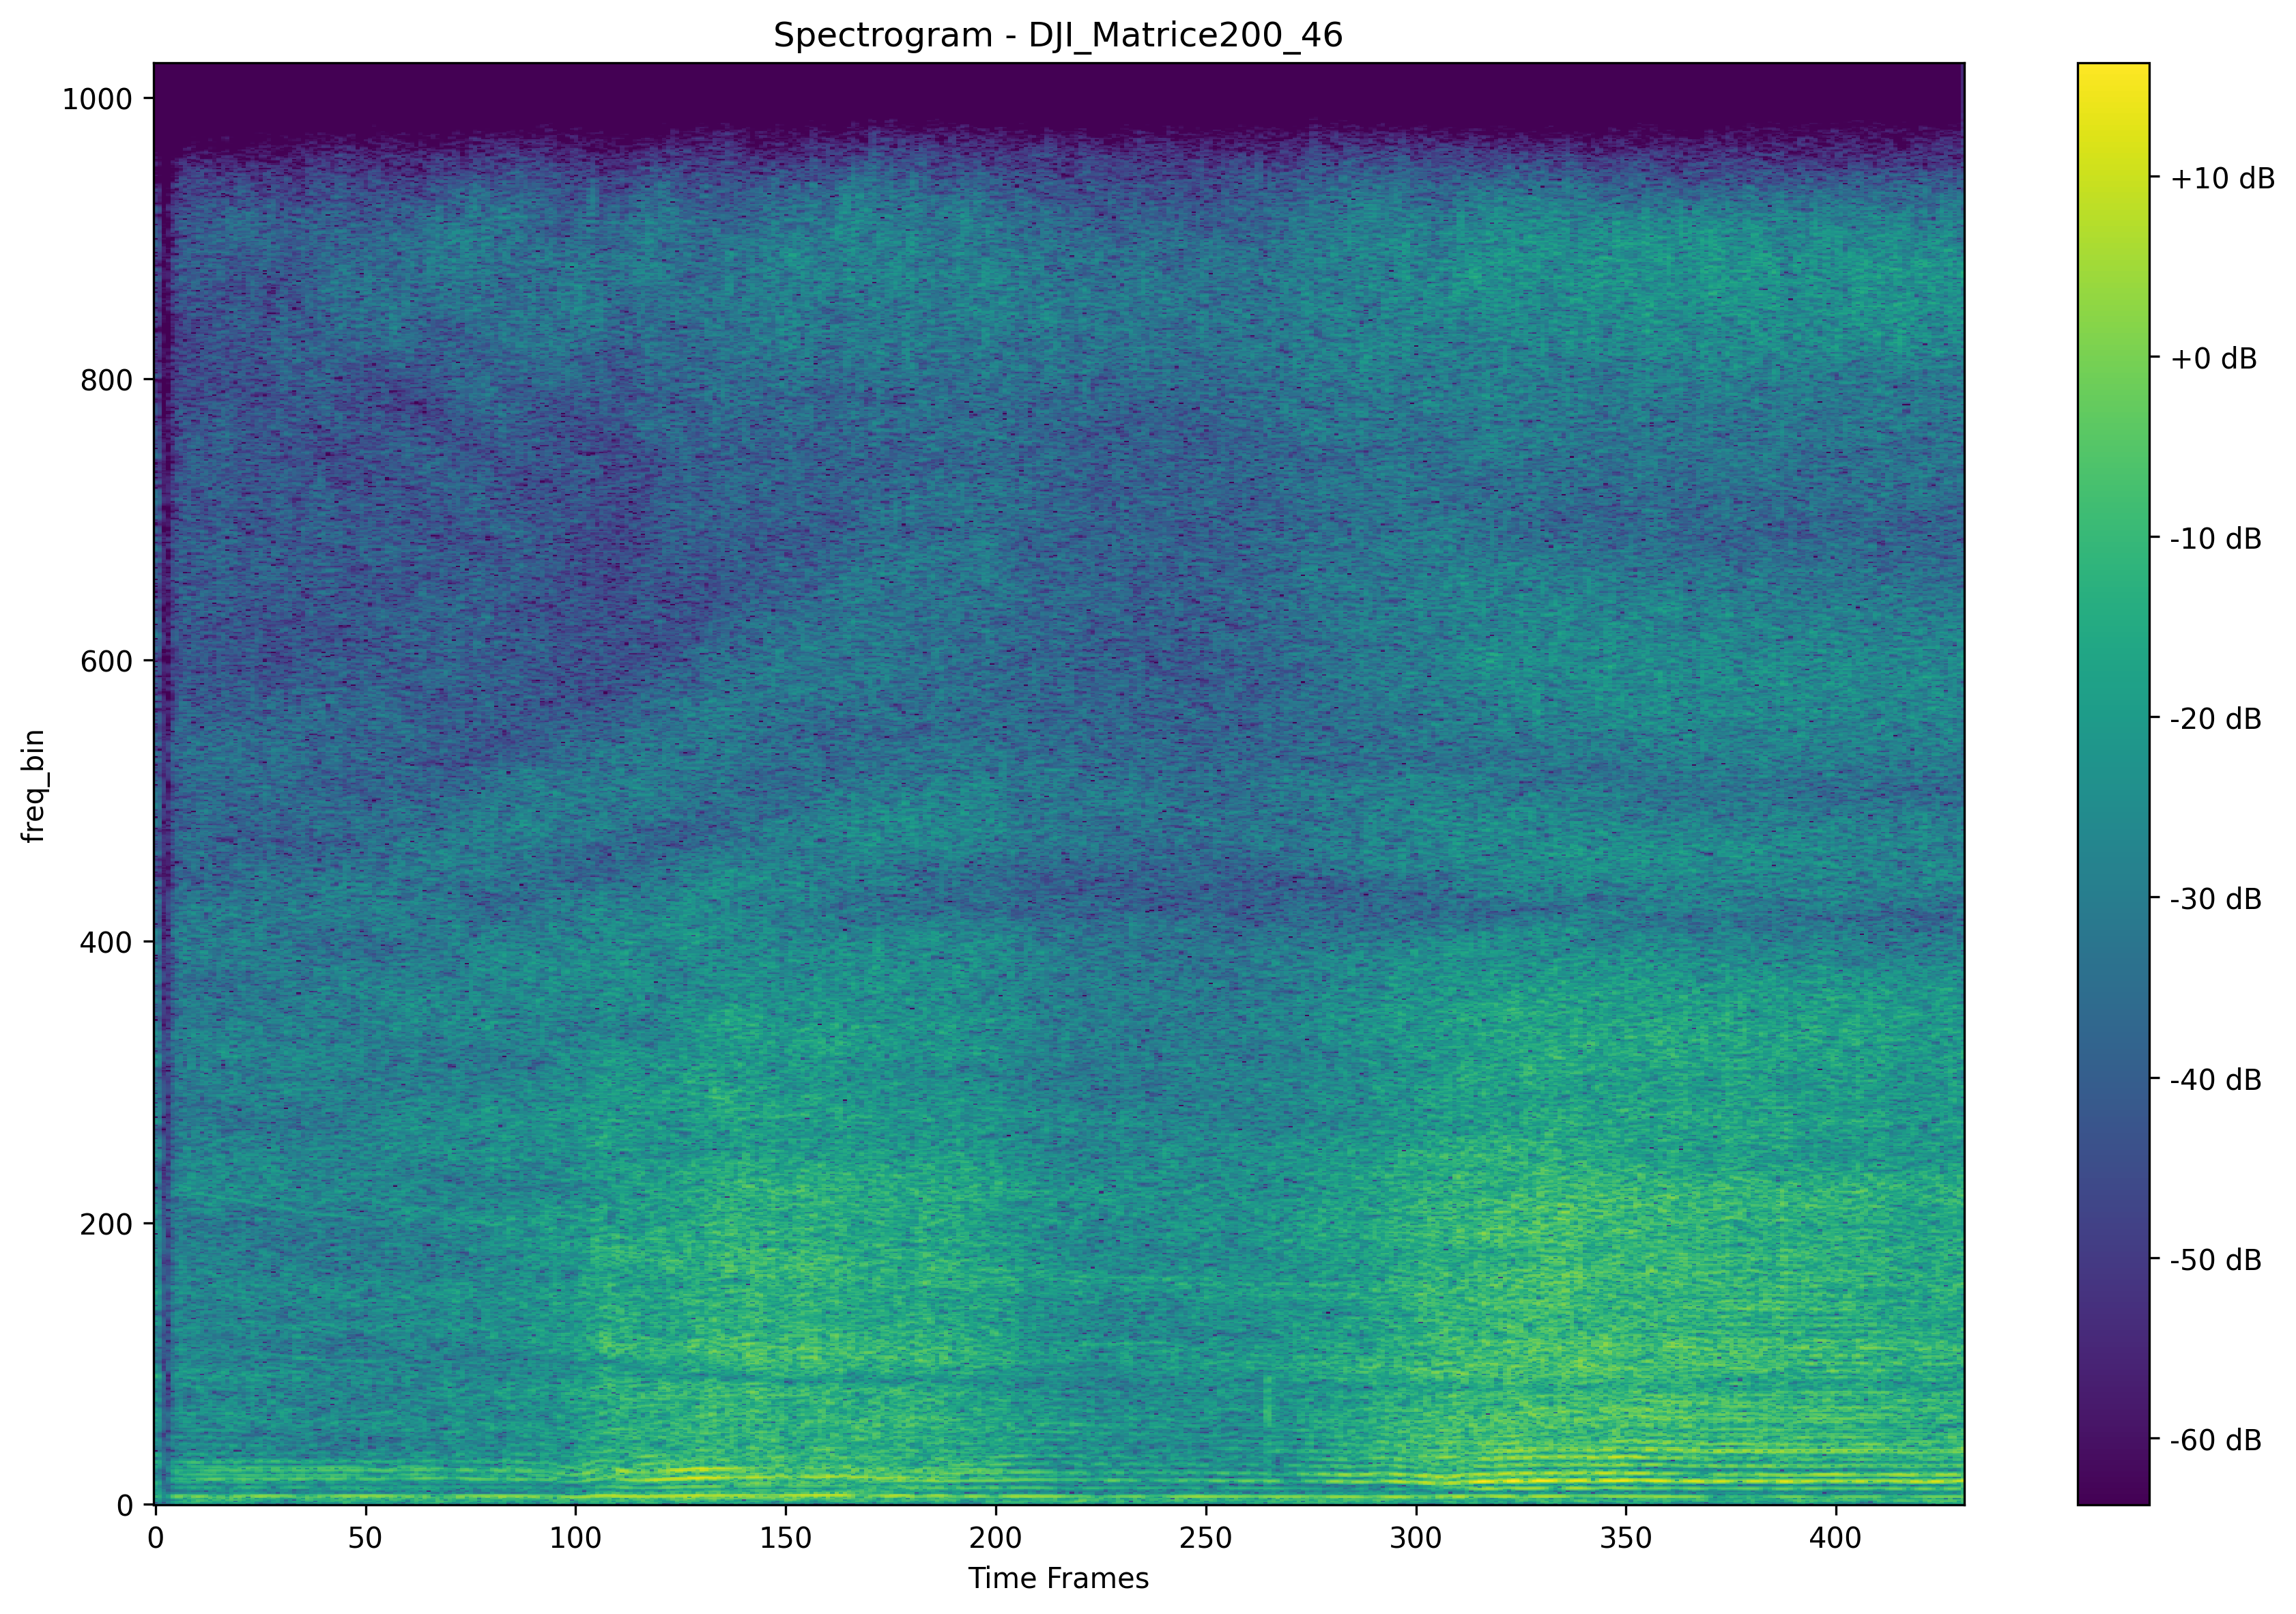 Spectrogram - DJI_Matrice200_46
1000
800
600
400
200
0
freq_bin
0 50 100 150 200 250 300 350 400
Time Frames
+10 dB
+0 dB
-10 dB
-20 dB
-30 dB
-40 dB
-50 dB
-60 dB